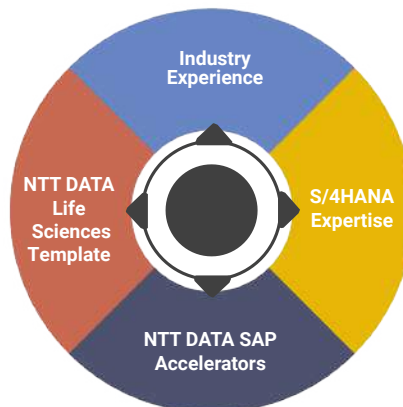 Industry
Experience
NTT DATA
Life
Sciences
Template
S/4HANA
Expertise
NTT DATA SAP
Accelerators